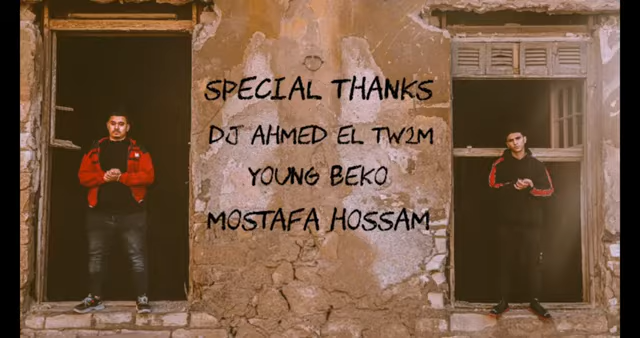 SPECIAL THANKS
DJ AHMED EL TW2M
YOUNG BEKO
MOSTAFA HOSSAM